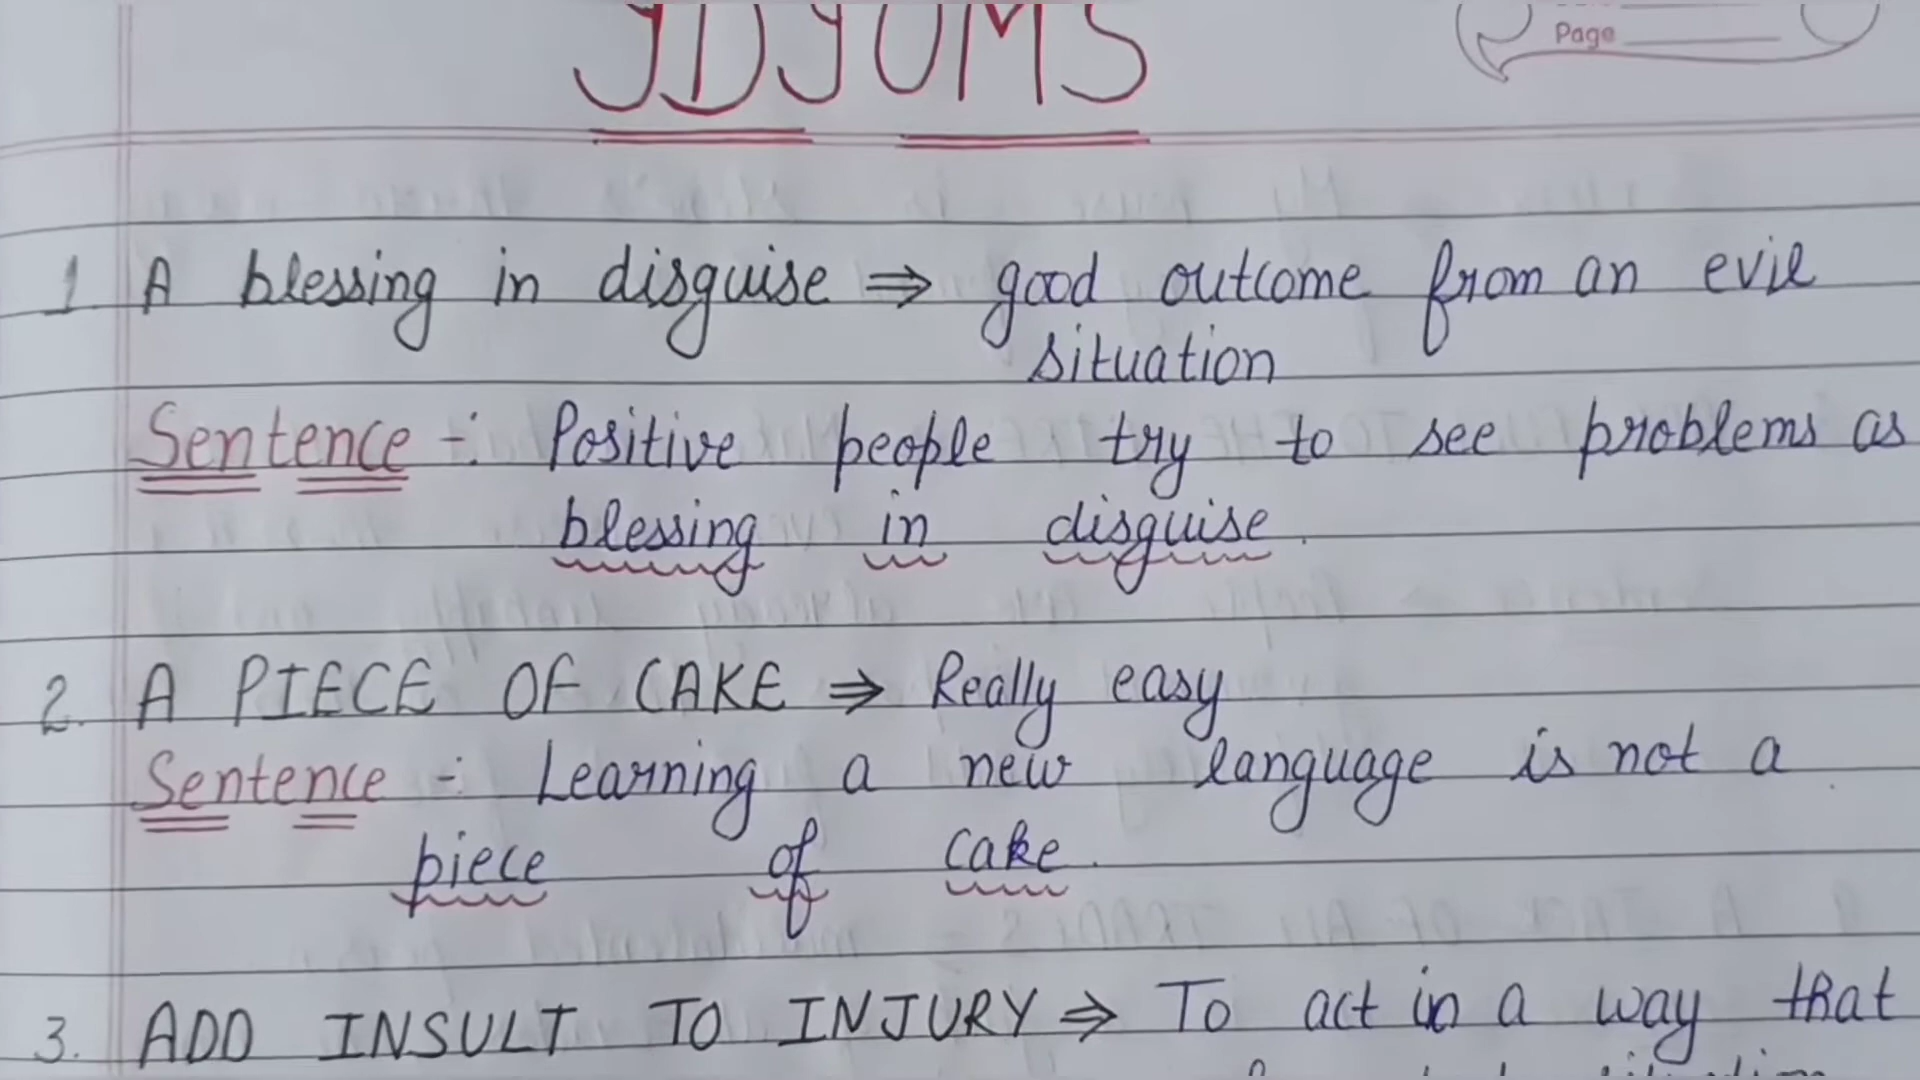 IDIOMS
Page
1. A blessing in disguise ⇒ good outcome from an evil
situation
Sentence -: Positive people try to see problems as
blessing in disguise.
2. A PIECE OF CAKE ⇒ Really easy
Sentence -: Learning a new language is not a
piece of cake.
3. ADD INSULT TO INJURY ⇒ To act in a way that